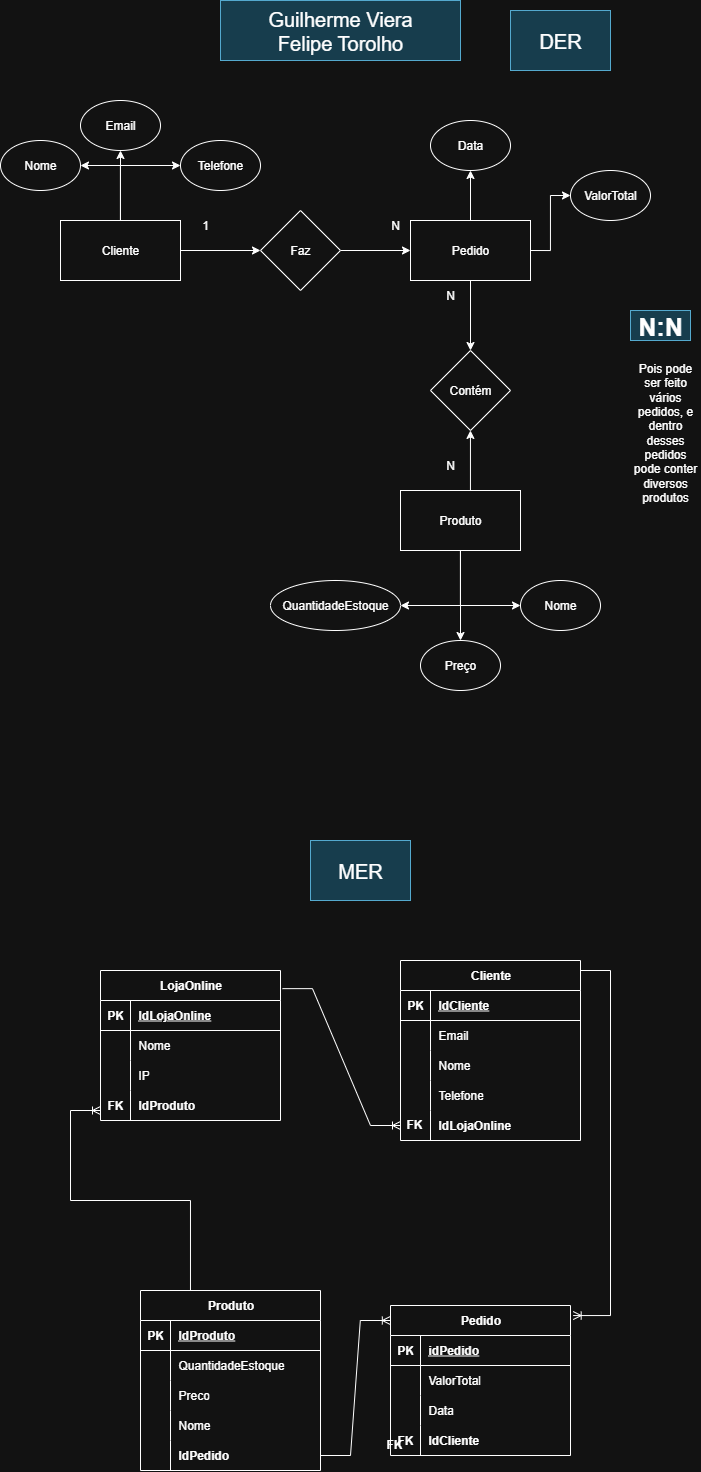 Guilherme Viera
Felipe Torolho
DER
Email
Nome
Telefone
Data
ValorTotal
Cliente
1
Faz
N
Pedido
N
N:N
Pois pode
ser feito
vários
pedidos, e
dentro
desses
pedidos
pode conter
diversos
produtos
Contém
N
Produto
QuantidadeEstoque
Nome
Preço
MER
LojaOnline
PK IdLojaOnline
Nome
IP
FK IdProduto
Cliente
PK IdCliente
Email
Nome
Telefone
FK IdLojaOnline
Produto
PK IdProduto
QuantidadeEstoque
Preco
Nome
IdPedido
Pedido
PK idPedido
ValorTotal
Data
FK IdCliente
FK